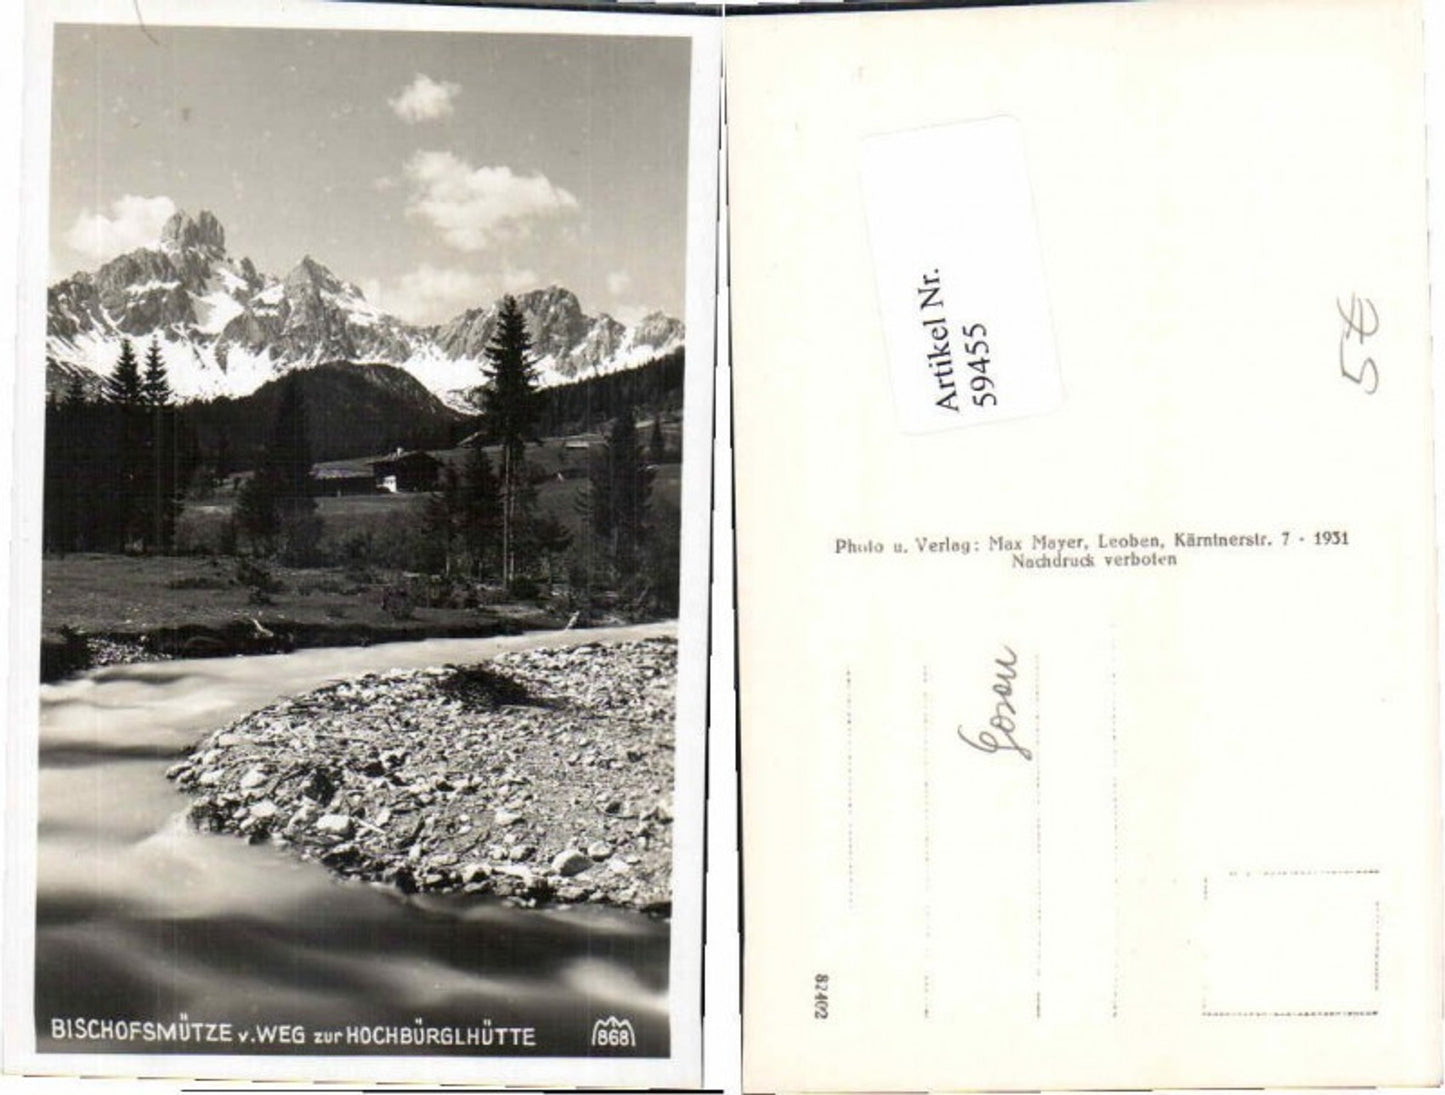 BISCHOFSMÜTZE v. WEG zur HOCHBÜRGLHÜTTE
868
Artikel Nr.
59455
5€
Photo u. Verlag: Max Mayer, Leoben, Kärntnerstr. 7 - 1931
Nachdruck verboten
Gosau
82402